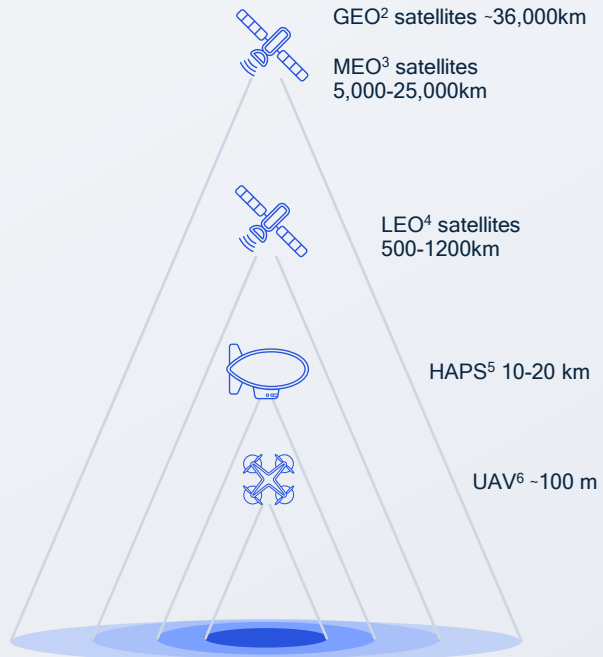 GEO² satellites ~36,000km
MEO³ satellites
5,000-25,000km
LEO⁴ satellites
500-1200km
HAPS⁵ 10-20 km
UAV⁶ ~100 m